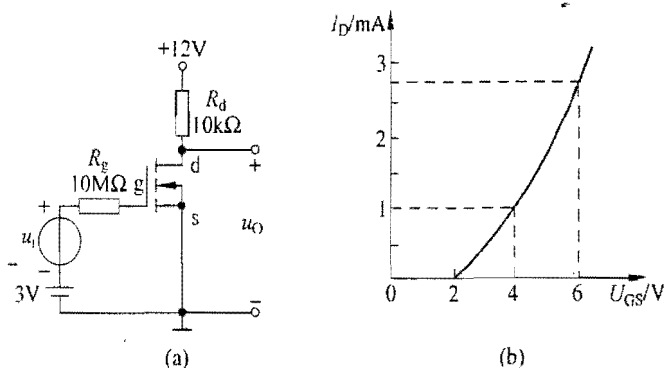 +12V
R_d
10kΩ
R_g
10MΩ
d
g
s
+
+
u_I
-
-
3V
u_O
-
(a)
I_D/mA
3
2
1
0
2
4
6
U_GS/V
(b)